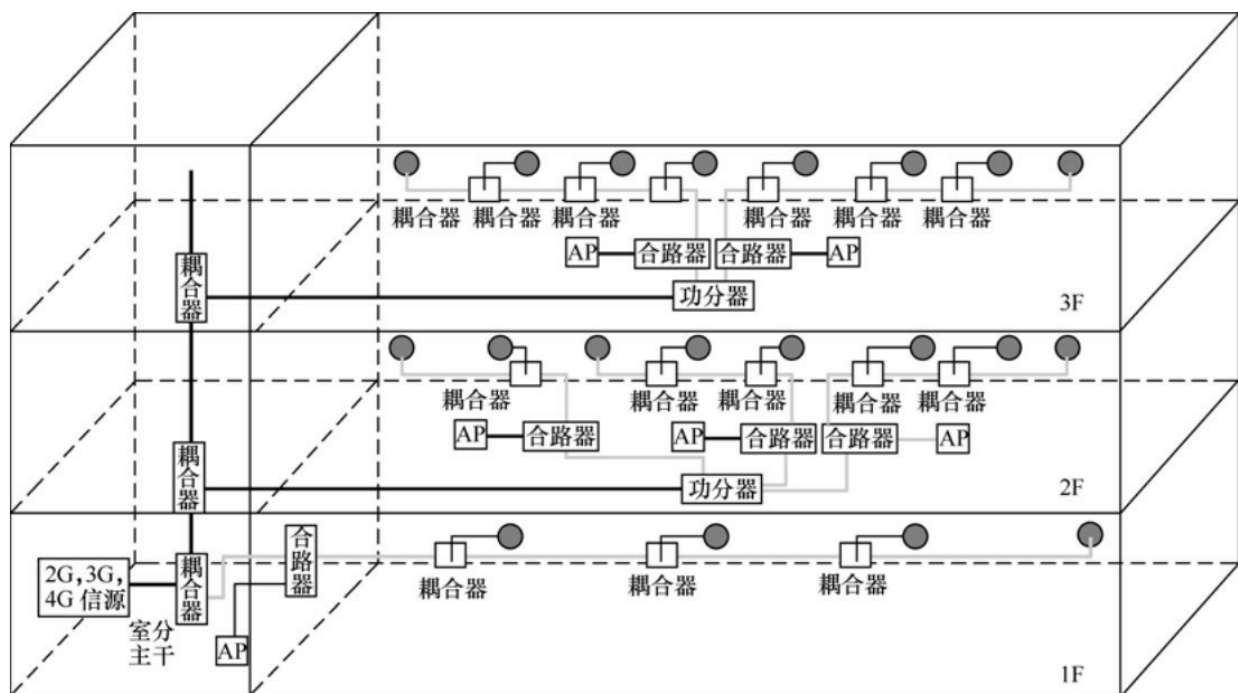 耦合器 耦合器 耦合器 耦合器 耦合器 耦合器
AP 合路器 合路器 AP
耦合器
功分器
3F
耦合器 耦合器 耦合器 耦合器 耦合器
AP 合路器 AP 合路器 合路器 AP
耦合器
功分器
2F
合路器
2G,3G,
4G 信源
耦合器
耦合器 耦合器 耦合器
室分
主干
AP
1F